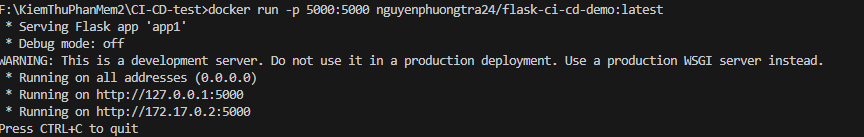 F:\KiemThuPhanMem2\CI-CD-test>docker run -p 5000:5000 nguyenphuongtra24/flask-ci-cd-demo:latest
 * Serving Flask app 'app1'
 * Debug mode: off
WARNING: This is a development server. Do not use it in a production deployment. Use a production WSGI server instead.
 * Running on all addresses (0.0.0.0)
 * Running on http://127.0.0.1:5000
 * Running on http://172.17.0.2:5000
Press CTRL+C to quit